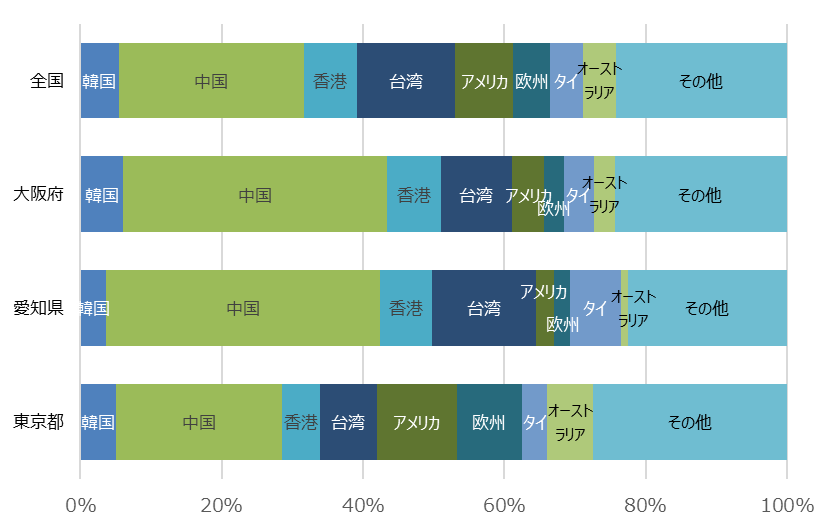 全国 韓国 中国 香港 台湾 アメリカ 欧州 タイ オースト
ラリア その他
大阪府 韓国 中国 香港 台湾 アメリカ 欧州 タイ オースト
ラリア その他
愛知県 韓国 中国 香港 台湾 アメリカ 欧州 タイ オースト
ラリア その他
東京都 韓国 中国 香港 台湾 アメリカ 欧州 タイ オースト
ラリア その他
0% 20% 40% 60% 80% 100%